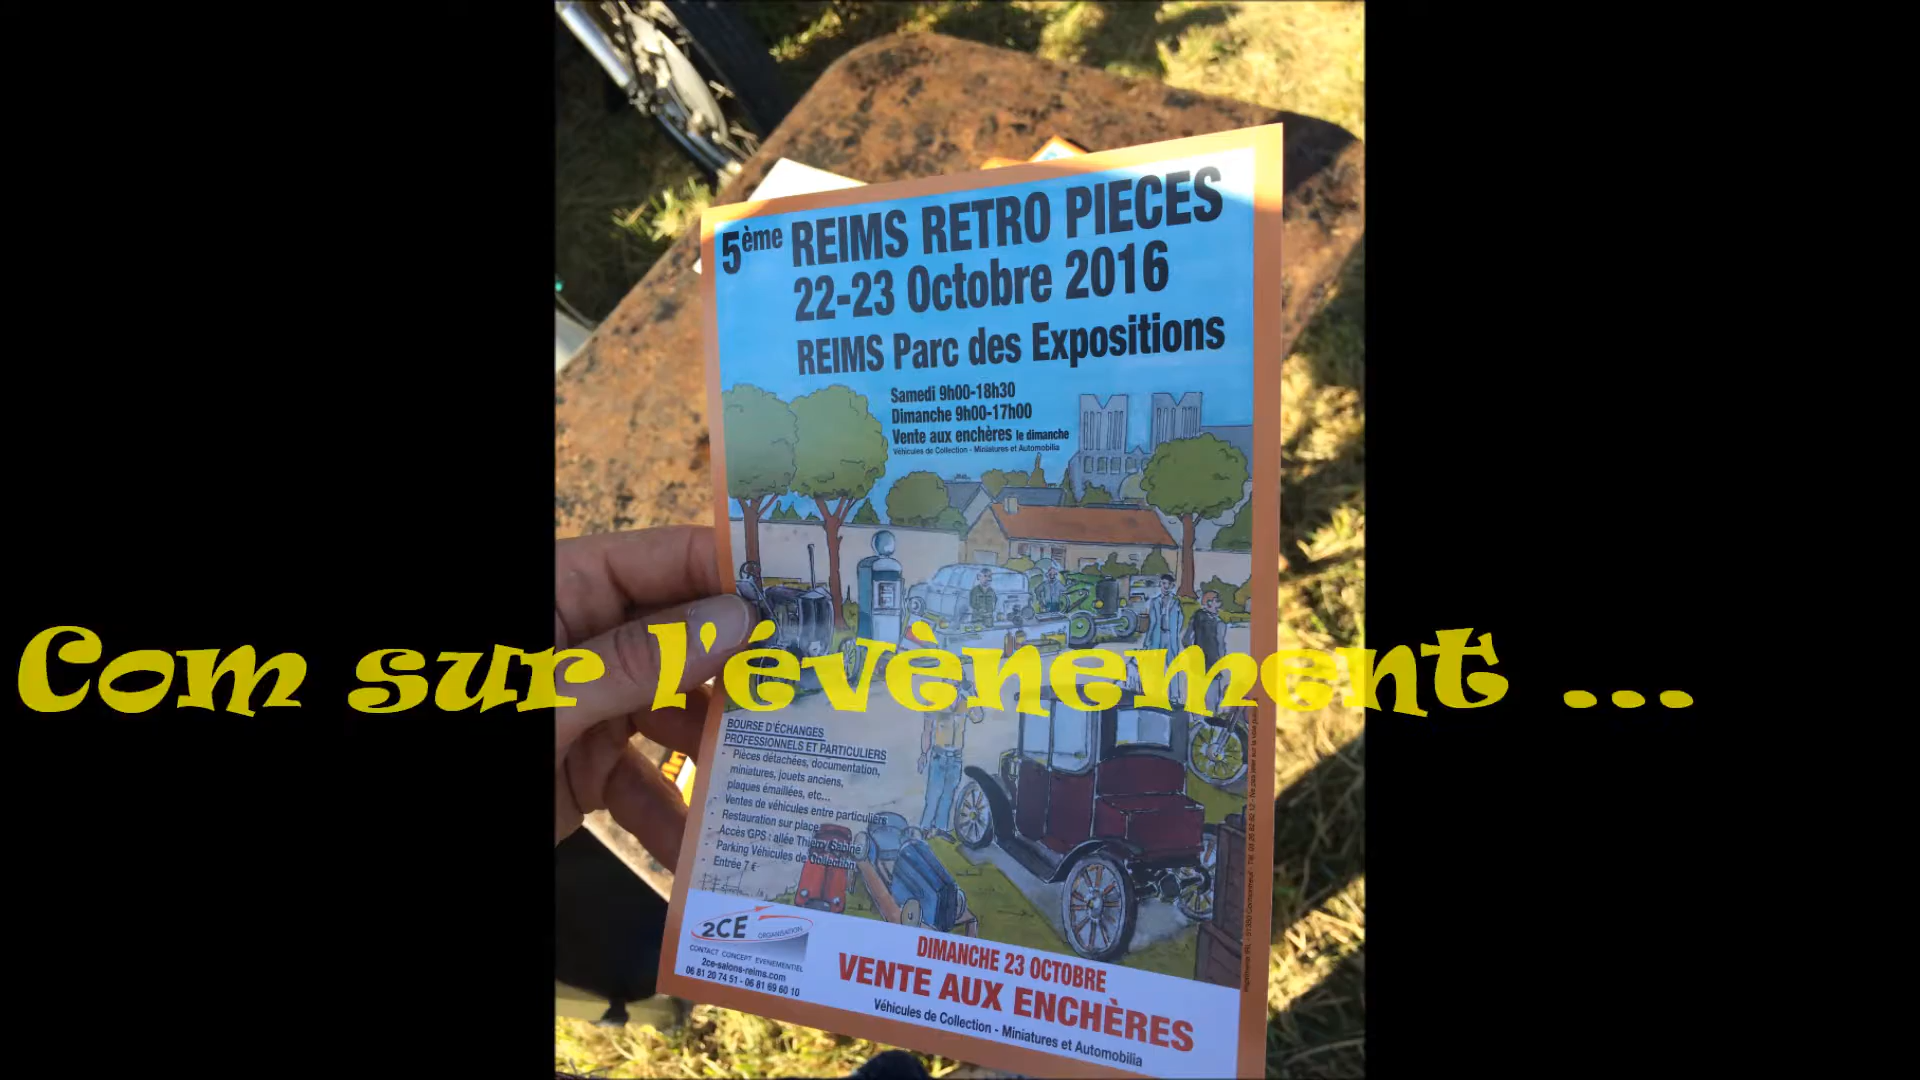 5ème REIMS RETRO PIECES
22-23 Octobre 2016
REIMS Parc des Expositions
Samedi 9h00-18h30
Dimanche 9h00-17h00
Vente aux enchères le dimanche
Véhicules de Collection - Miniatures et Automobilia
Com sur l'évènement ...
BOURSE D'ÉCHANGES
PROFESSIONNELS ET PARTICULIERS
- Pièces détachées, documentation,
miniatures, jouets anciens,
plaques émaillées, etc...
- Ventes de véhicules entre particuliers
- Restauration sur place
- Accès GPS : allée Thierry Sabine
- Parking Véhicules de Collection
- Entrée 7 €
2CE ORGANISATION
CONTACT CONCEPT EVENEMENTIEL
2ce-salons-reims.com
06 81 20 74 51 - 06 81 69 60 10
DIMANCHE 23 OCTOBRE
VENTE AUX ENCHÈRES
Véhicules de Collection - Miniatures et Automobilia